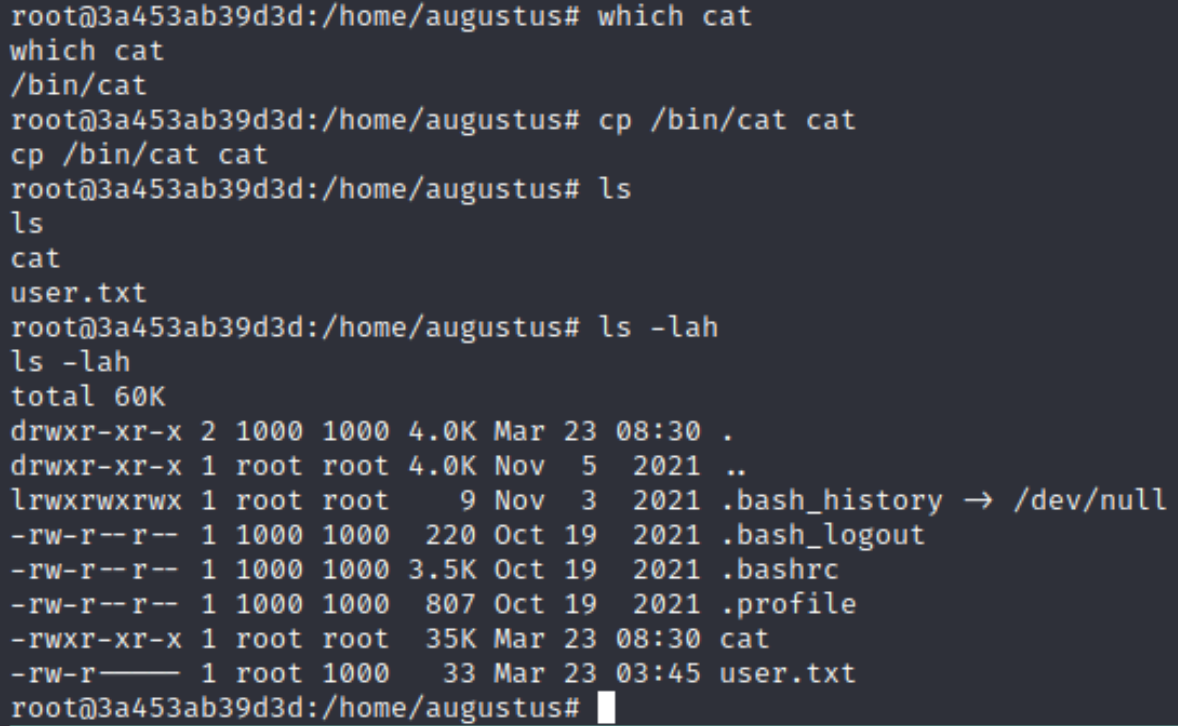 root@3a453ab39d3d:/home/augustus# which cat
which cat
/bin/cat
root@3a453ab39d3d:/home/augustus# cp /bin/cat cat
cp /bin/cat cat
root@3a453ab39d3d:/home/augustus# ls
ls
cat
user.txt
root@3a453ab39d3d:/home/augustus# ls -lah
ls -lah
total 60K
drwxr-xr-x 2 1000 1000 4.0K Mar 23 08:30 .
drwxr-xr-x 1 root root 4.0K Nov  5  2021 ..
lrwxrwxrwx 1 root root    9 Nov  3  2021 .bash_history -> /dev/null
-rw-r--r-- 1 1000 1000  220 Oct 19  2021 .bash_logout
-rw-r--r-- 1 1000 1000 3.5K Oct 19  2021 .bashrc
-rw-r--r-- 1 1000 1000  807 Oct 19  2021 .profile
-rwxr-xr-x 1 root root  35K Mar 23 08:30 cat
-rw-r----- 1 root 1000   33 Mar 23 03:45 user.txt
root@3a453ab39d3d:/home/augustus#